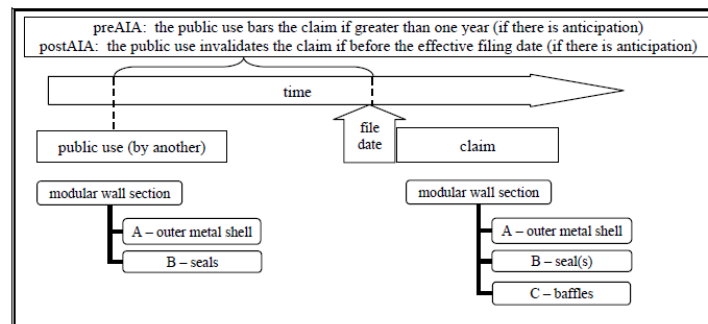 preAIA: the public use bars the claim if greater than one year (if there is anticipation)
postAIA: the public use invalidates the claim if before the effective filing date (if there is anticipation)
time
file
date
public use (by another)
claim
modular wall section
A – outer metal shell
B – seals
modular wall section
A – outer metal shell
B – seal(s)
C – baffles